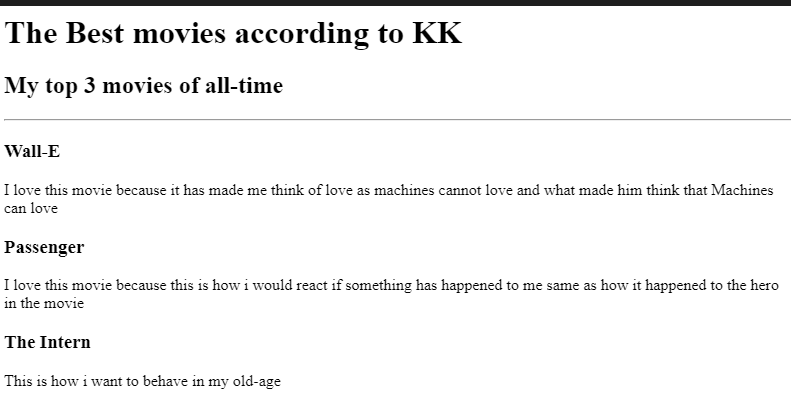 The Best movies according to KK
My top 3 movies of all-time
Wall-E
I love this movie because it has made me think of love as machines cannot love and what made him think that Machines
can love
Passenger
I love this movie because this is how i would react if something has happened to me same as how it happened to the hero
in the movie
The Intern
This is how i want to behave in my old-age